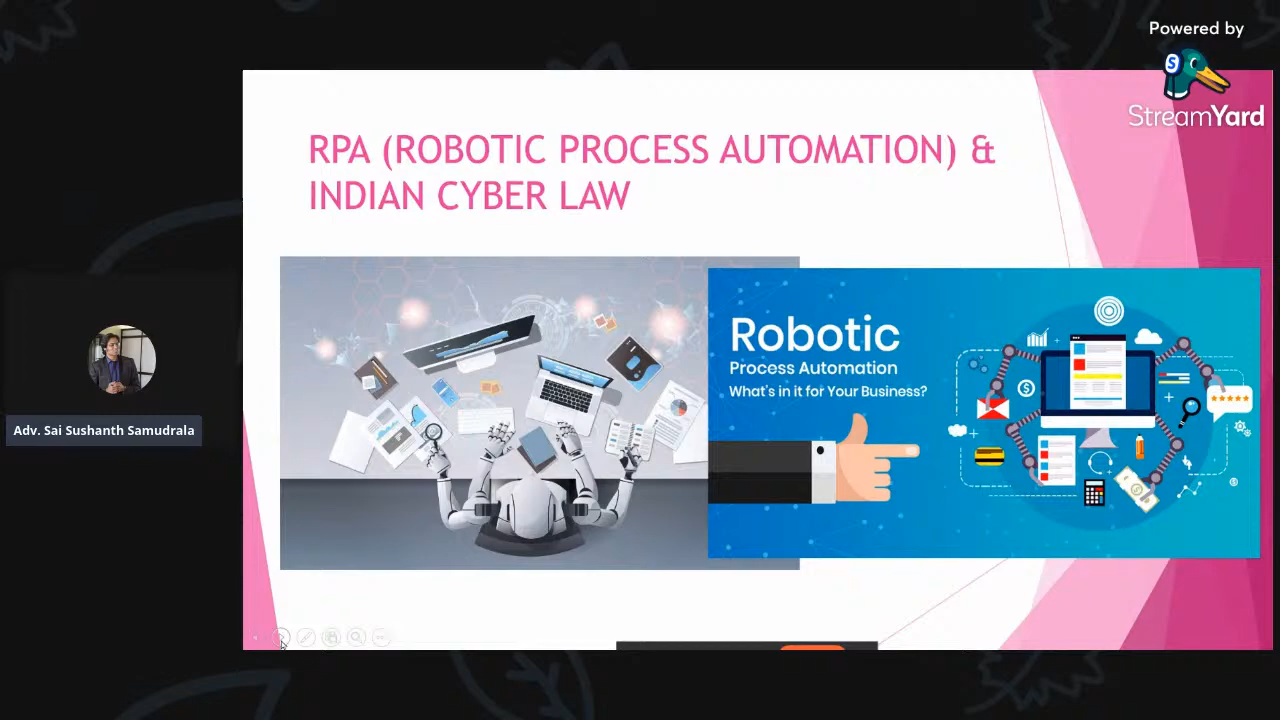 Powered by
StreamYard
RPA (ROBOTIC PROCESS AUTOMATION) &
INDIAN CYBER LAW
Robotic
Process Automation
What's in it for Your Business?
Adv. Sai Sushanth Samudrala